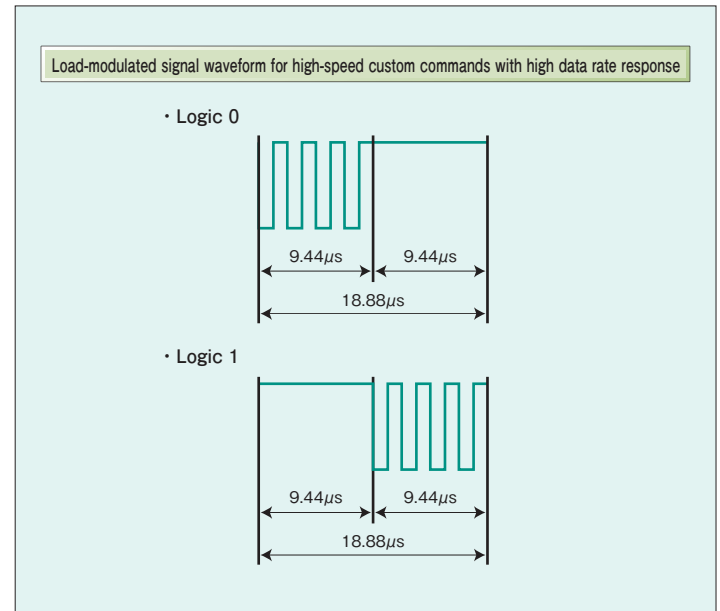 Load-modulated signal waveform for high-speed custom commands with high data rate response
・Logic 0
9.44μs 9.44μs
18.88μs
・Logic 1
9.44μs 9.44μs
18.88μs